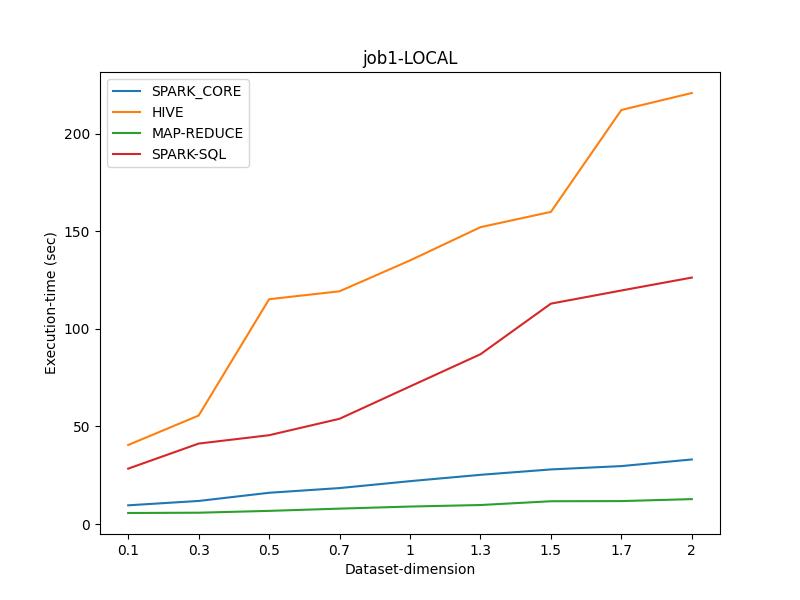 job1-LOCAL
SPARK_CORE
HIVE
MAP-REDUCE
SPARK-SQL
Execution-time (sec)
200
150
100
50
0
0.1 0.3 0.5 0.7 1 1.3 1.5 1.7 2
Dataset-dimension